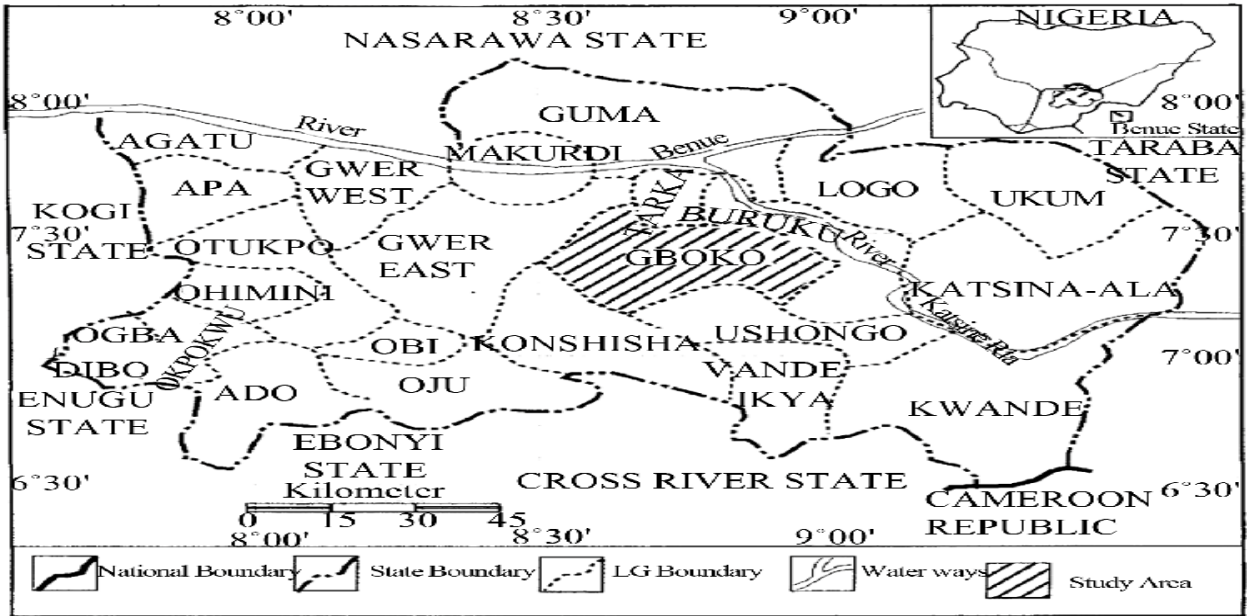 8°00'
8°30'
9°00'
NIGERIA
NASARAWA STATE
8°00'
8°00'
GUMA
River
Benue
Benue State
AGATU
MAKURDI
TARABA
STATE
GWER
WEST
APA
LOGO
UKUM
TARKA
KOGI
STATE
BURUKU
7°30'
7°30'
OTUKPO
GWER
EAST
GBOKO
River
OHIMINI
KATSINA-ALA
OGBA
DIBO
OKPOKWU
OBI
KONSHISHA
USHONGO
Katsina
7°00'
VANDE
IKYA
ADO
OJU
KWANDE
ENUGU
STATE
EBONYI
STATE
CROSS RIVER STATE
6°30'
6°30'
CAMEROON
REPUBLIC
Kilometer
0 15 30 45
8°00'
8°30'
9°00'
National Boundary
State Boundary
LG Boundary
Water ways
Study Area